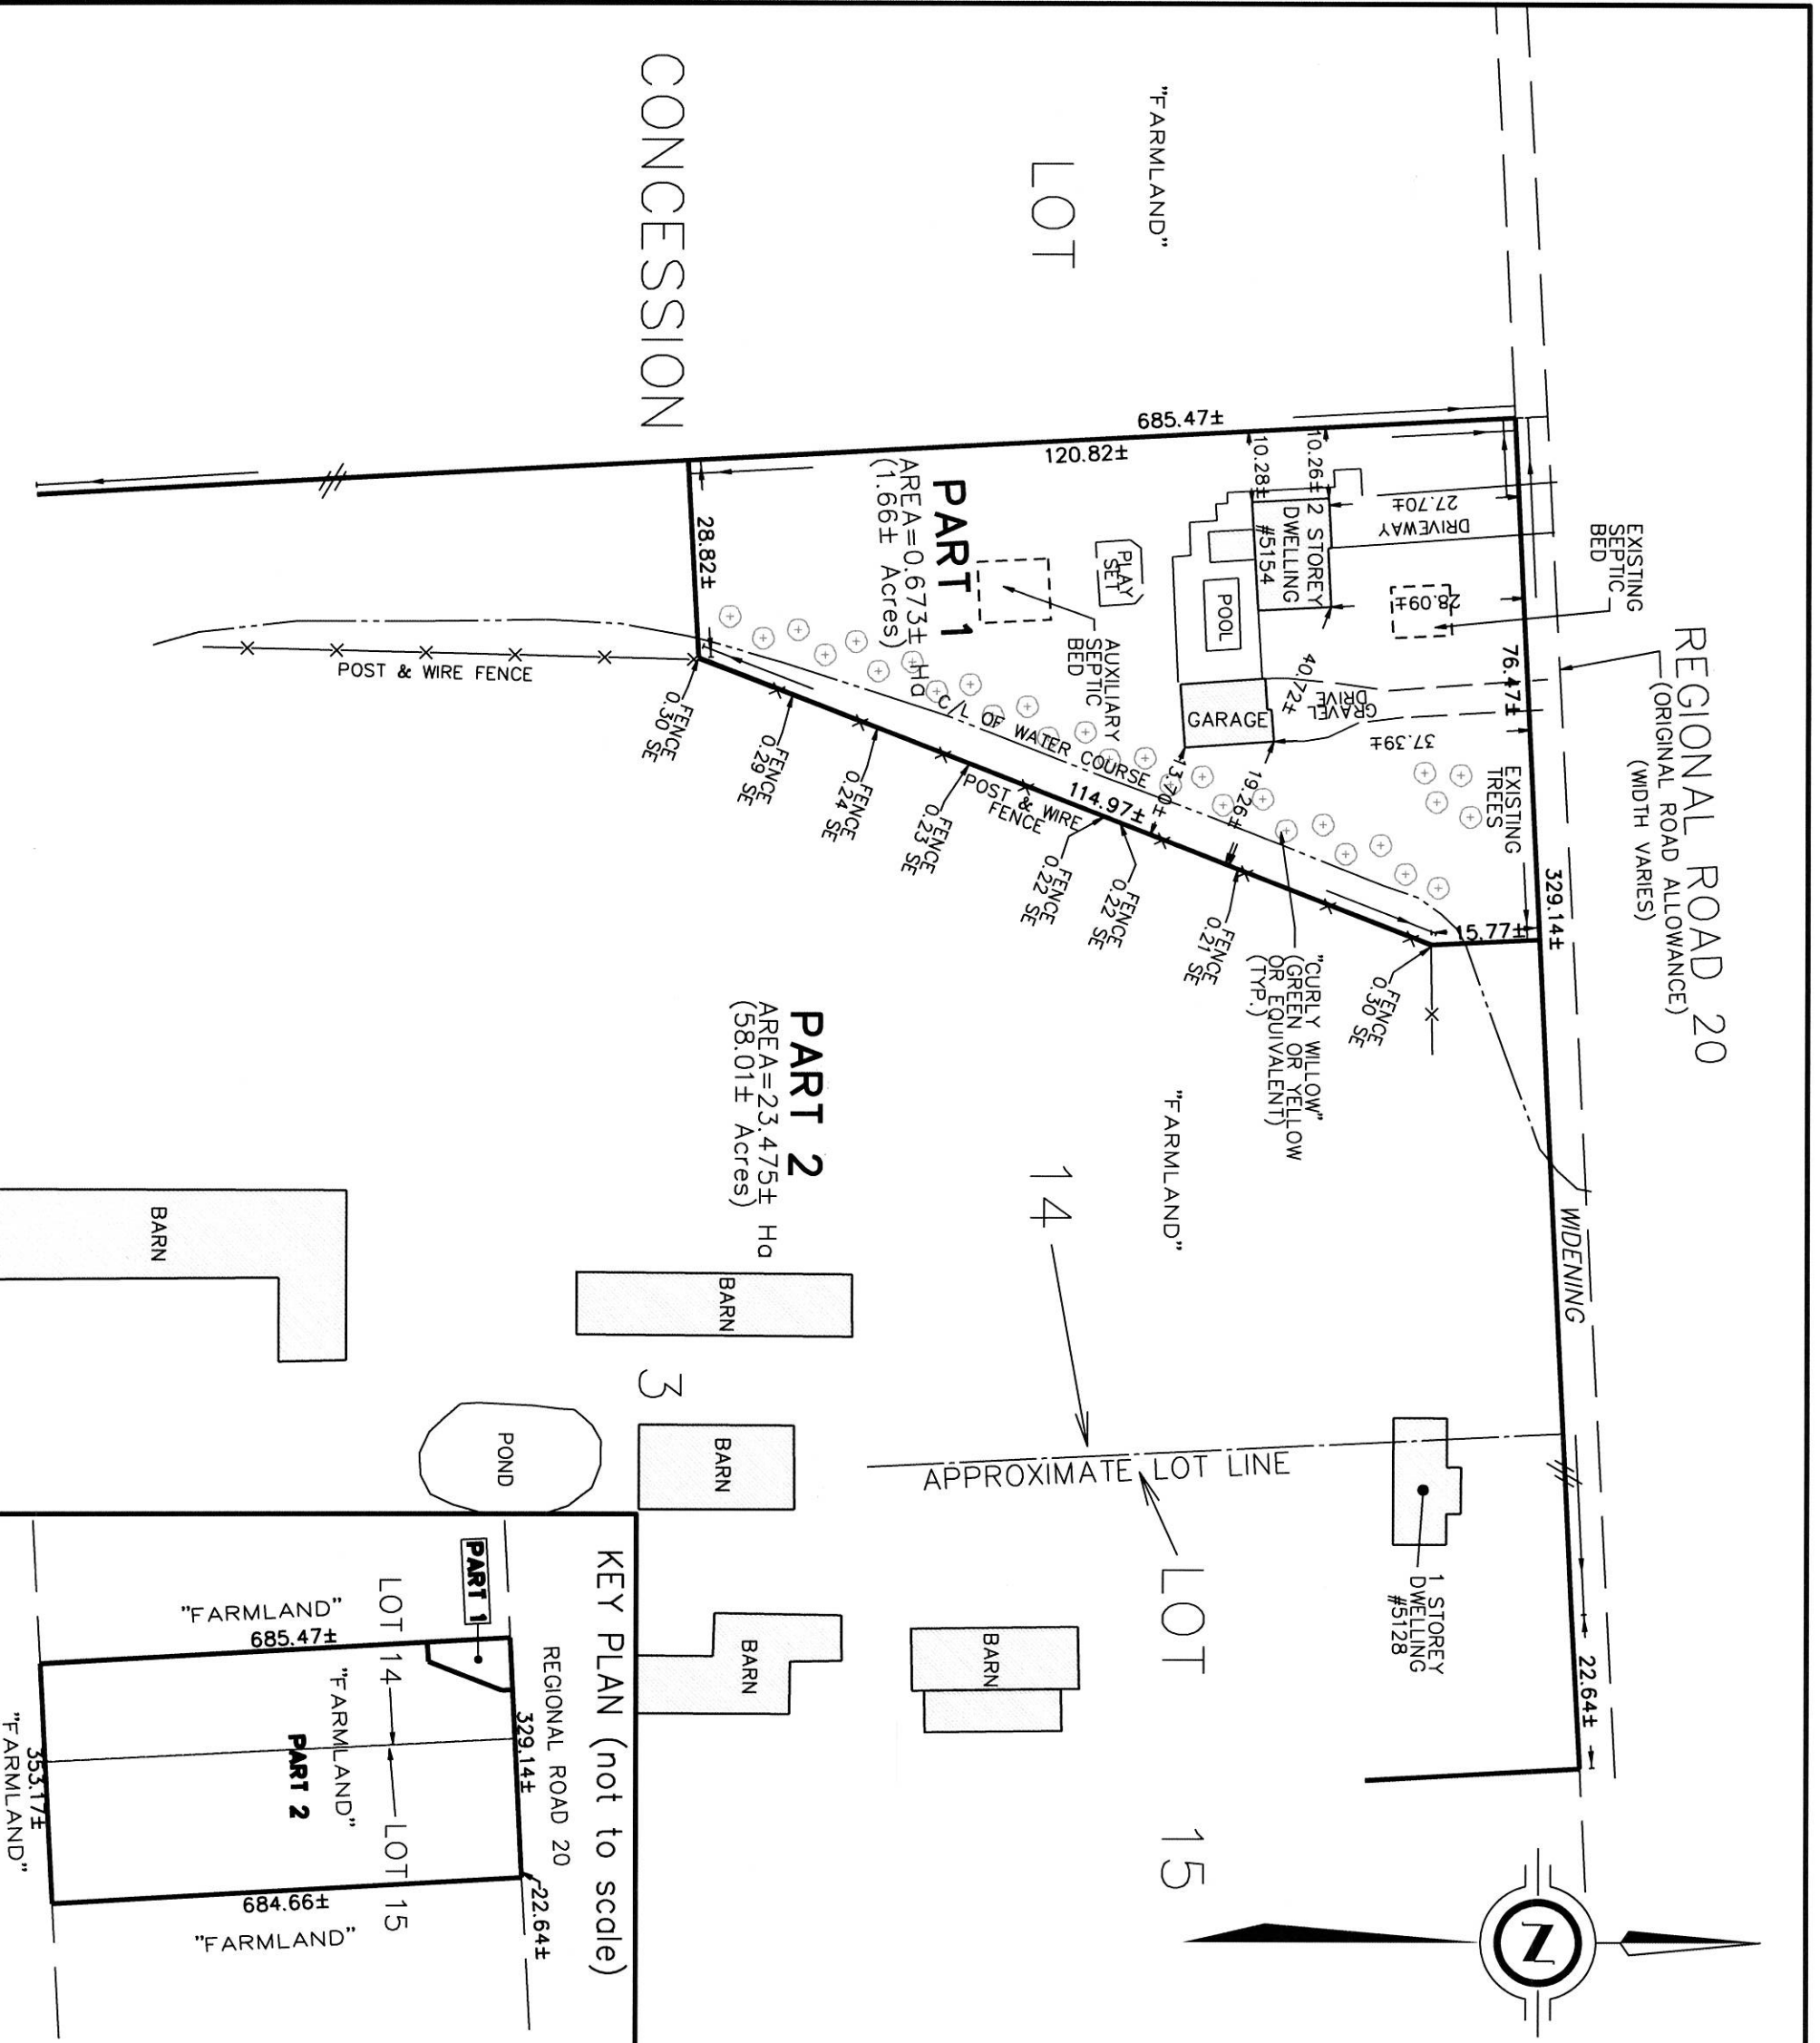 REGIONAL ROAD 20
(ORIGINAL ROAD ALLOWANCE)
(WIDTH VARIES)
EXISTING
SEPTIC
BED
329.14±
76.47±
WIDENING
22.64±
15.77±
EXISTING
TREES
27.70±
DRIVEWAY
28.09±
GRAVEL
DRIVE
37.39±
40.72±
10.26±
10.28±
2 STOREY
DWELLING
#5154
POOL
GARAGE
19.26±
13.70±
PLAY
SET
AUXILIARY
SEPTIC
BED
"FARMLAND"
LOT
CONCESSION
685.47±
120.82±
PART 1
AREA=0.673± Ha
(1.66± Acres)
28.82±
C/L OF WATER COURSE
114.97±
POST & WIRE
FENCE
POST & WIRE FENCE
FENCE
0.30 SE
FENCE
0.21 SE
FENCE
0.22 SE
FENCE
0.22 SE
FENCE
0.23 SE
FENCE
0.24 SE
FENCE
0.29 SE
FENCE
0.30 SE
"CURLY WILLOW"
(GREEN OR YELLOW
OR EQUIVALENT)
(TYP.)
"FARMLAND"
14
PART 2
AREA=23.475± Ha
(58.01± Acres)
1 STOREY
DWELLING
#5128
APPROXIMATE LOT LINE
LOT 15
3
BARN
BARN
BARN
BARN
BARN
POND
N
KEY PLAN (not to scale)
REGIONAL ROAD 20
329.14±
22.64±
PART 1
LOT 14
LOT 15
"FARMLAND"
685.47±
"FARMLAND"
PART 2
684.66±
"FARMLAND"
353.17±
"FARMLAND"